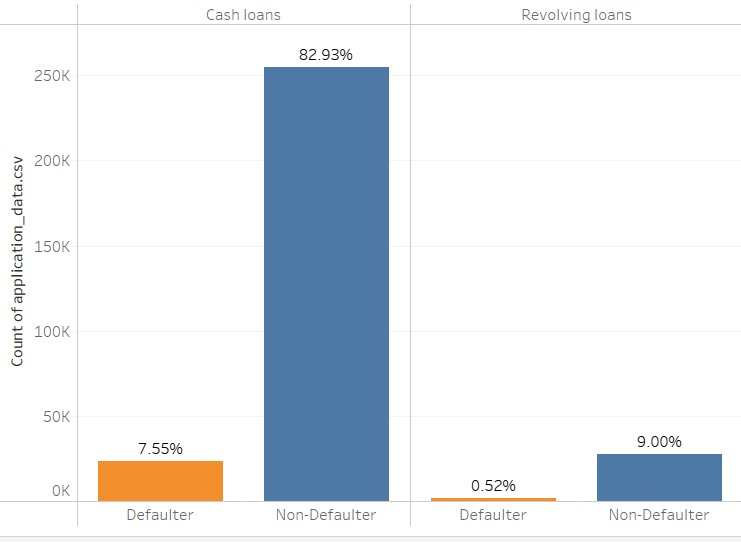 Cash loans
Revolving loans
Count of application_data.csv
250K
200K
150K
100K
50K
0K
7.55%
82.93%
0.52%
9.00%
Defaulter
Non-Defaulter
Defaulter
Non-Defaulter